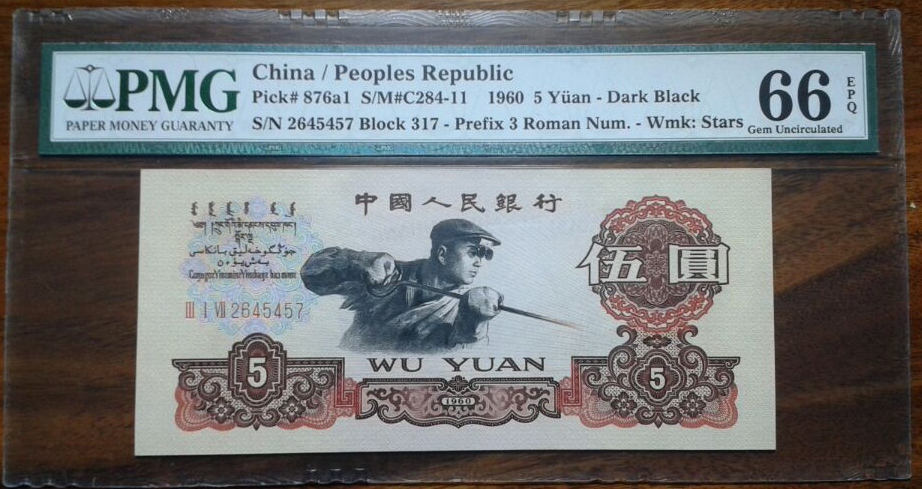 PMG
PAPER MONEY GUARANTY
China / Peoples Republic
Pick# 876a1 S/M#C284-11 1960 5 Yüan - Dark Black
S/N 2645457 Block 317 - Prefix 3 Roman Num. - Wmk: Stars
66
EPQ
Gem Uncirculated
中國人民銀行
伍圓
III I VII 2645457
WU YUAN
5
1960
5